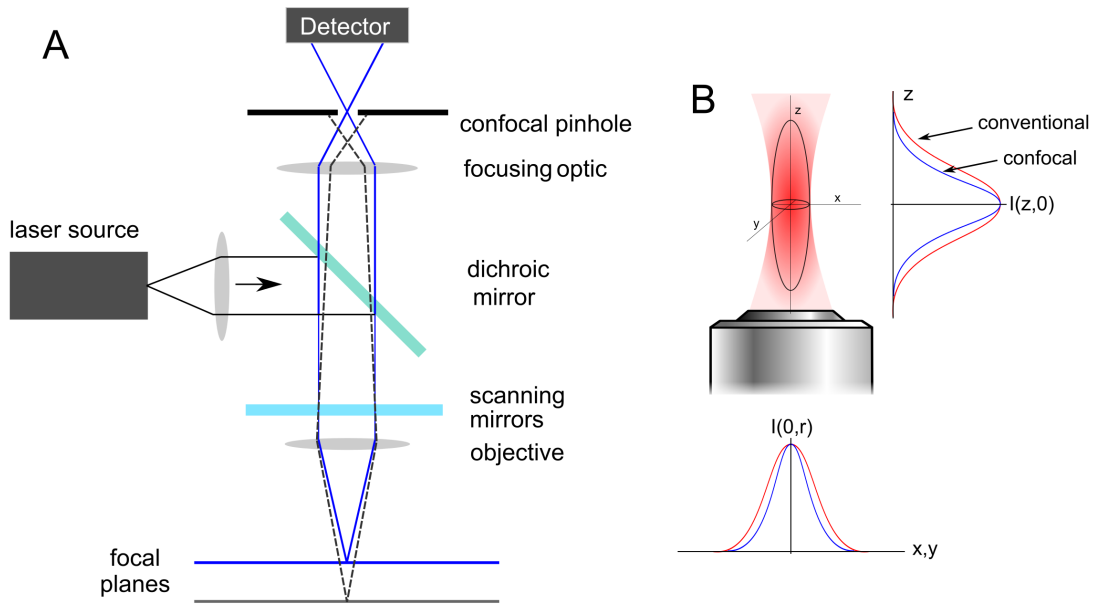 A
Detector
confocal pinhole
focusing optic
laser source
dichroic
mirror
scanning
mirrors
objective
focal
planes
B
z
x
y
z
conventional
confocal
I(z,0)
I(0,r)
x,y